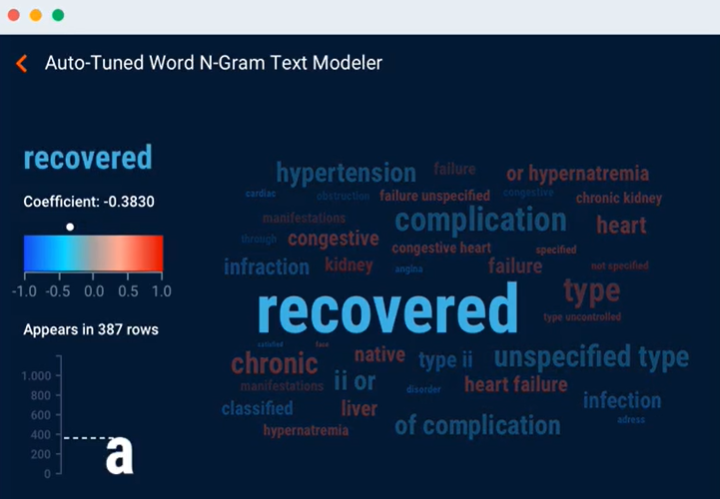 Auto-Tuned Word N-Gram Text Modeler
recovered
Coefficient: -0.3830
-1.0 -0.5 0.0 0.5 1.0
Appears in 387 rows
1,000
800
600
400
200
0
a
hypertension failure or hypernatremia
cardiac obstruction failure unspecified congestive chronic kidney
manifestations complication heart
through congestive congestive heart specified
infraction kidney angina failure not specified
recovered type
type uncontrolled
satisfied
chronic native type ii unspecified type
manifestations ii or disorder heart failure
classified liver infection
hypernatremia of complication